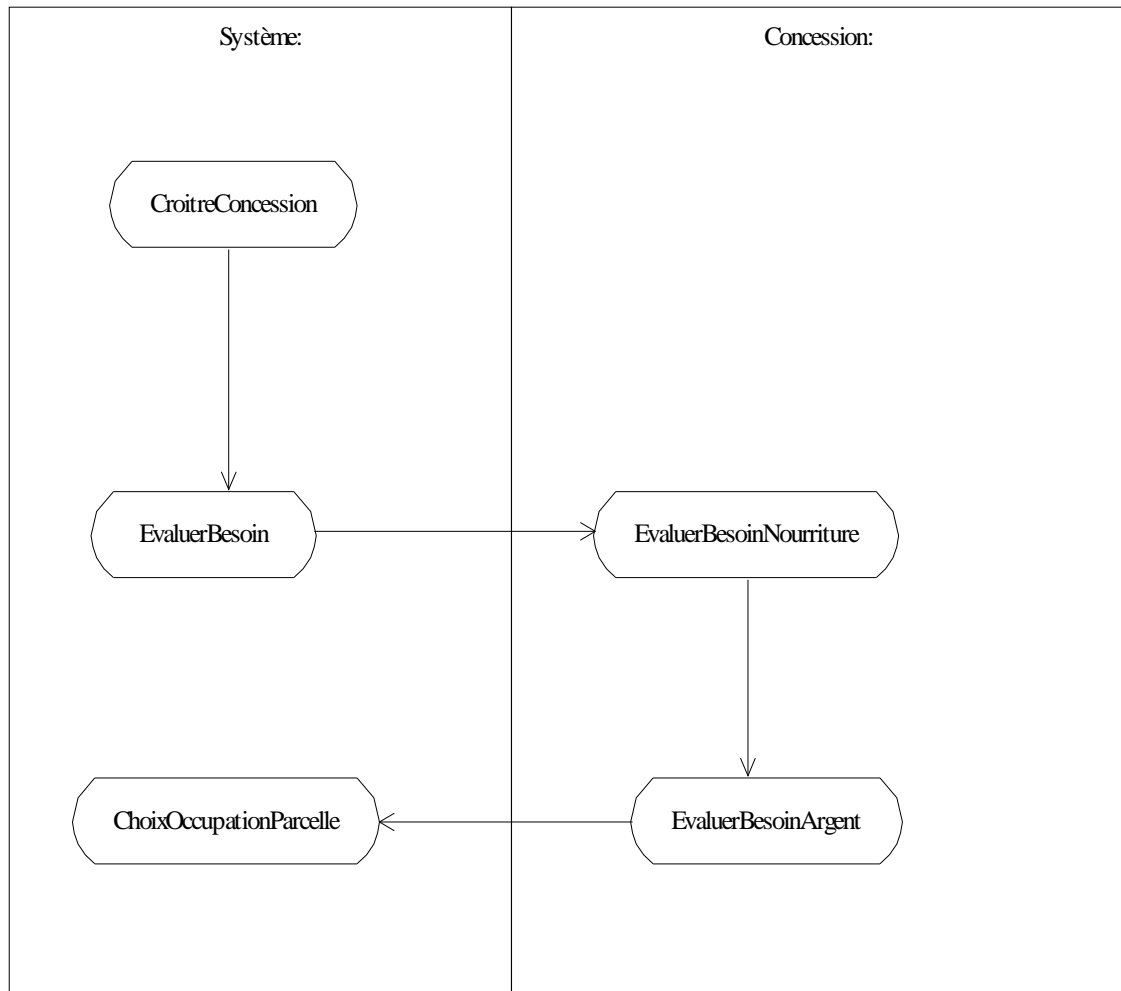 Système:
Concession:
CroitreConcession
EvaluerBesoin
EvaluerBesoinNourriture
ChoixOccupationParcelle
EvaluerBesoinArgent